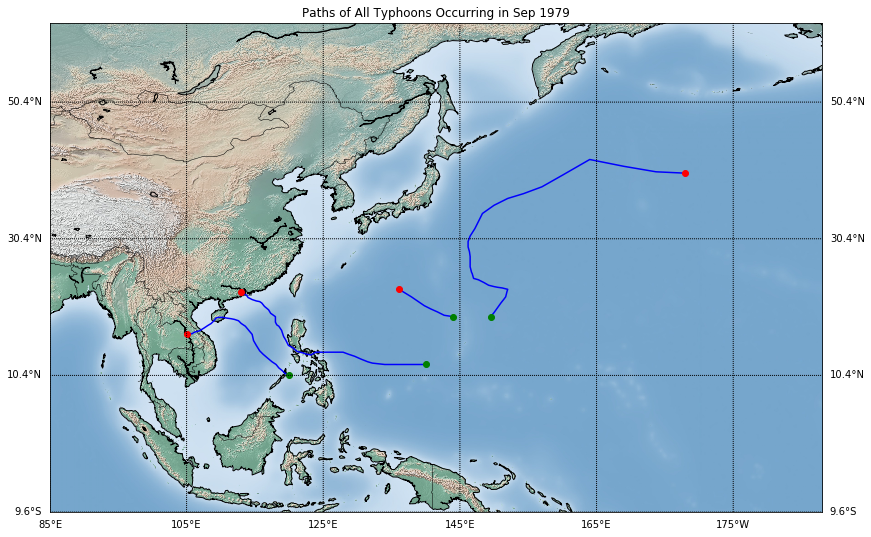 Paths of All Typhoons Occurring in Sep 1979
50.4°N 50.4°N
30.4°N 30.4°N
10.4°N 10.4°N
9.6°S 9.6°S
85°E 105°E 125°E 145°E 165°E 175°W